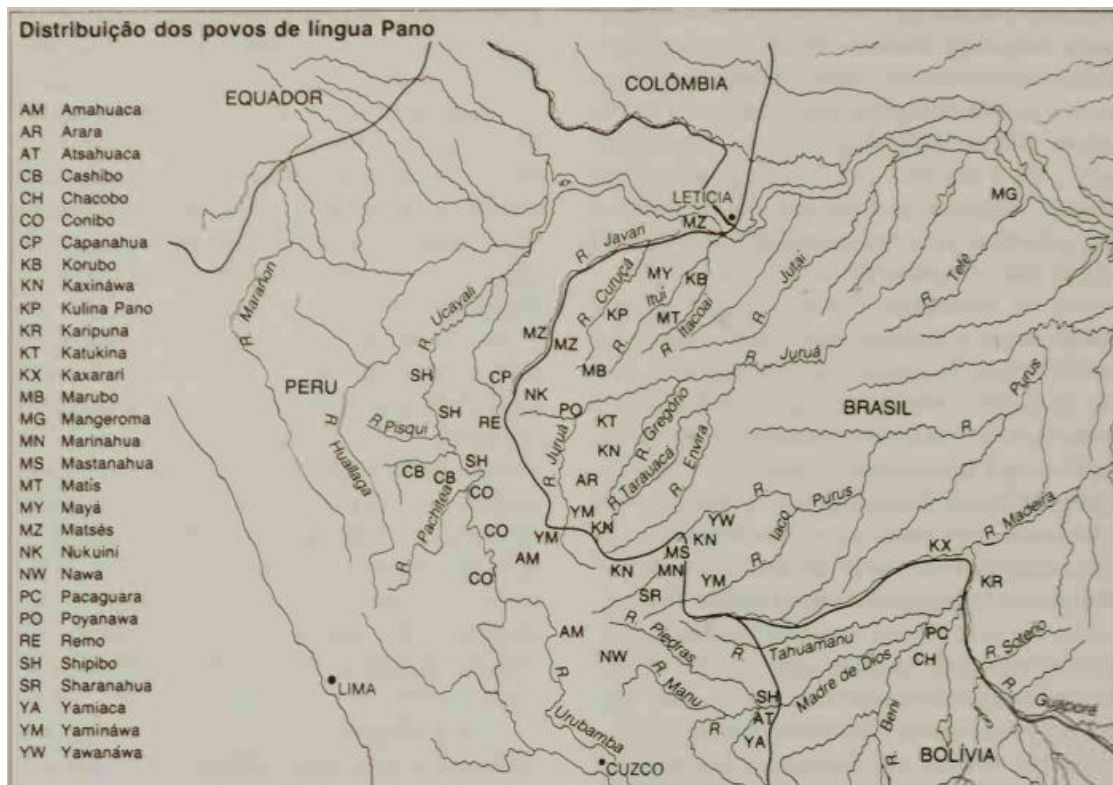 Distribuição dos povos de língua Pano
AM Amahuaca
AR Arara
AT Atsahuaca
CB Cashibo
CH Chacobo
CO Conibo
CP Capanahua
KB Korubo
KN Kaxináwa
KP Kulina Pano
KR Karipuna
KT Katukina
KX Kaxarari
MB Marubo
MG Mangeroma
MN Marinahua
MS Mastanahua
MT Matís
MY Mayá
MZ Matsés
NK Nukuini
NW Nawa
PC Pacaguara
PO Poyanawa
RE Remo
SH Shipibo
SR Sharanahua
YA Yamiaca
YM Yamináwa
YW Yawanáwa
EQUADOR
COLÔMBIA
LETÍCIA
MZ
MG
R. Javari
R. Marañon
R. Ucayali
R. Curuçá
MY
KB
R. Itui
R. Itacoai
R. Jutai
R. Tefé
KP
MT
MZ
MZ
MB
R. Juruá
SH
CP
NK
PERU
SH
RE
PO
KT
BRASIL
R. Purus
R. Pisqui
R. Huallaga
R. Juruá
KN
R. Gregório
R. Tarauacá
R. Envira
SH
CB
CB
CO
AR
R. Pachitea
YM
KN
YW
R. Purus
R. Iaco
R. Madeira
CO
YM
KN
KX
AM
MS
CO
KN
MN
YM
KR
SR
AM
R. Piedras
R. Tahuamanu
PC
R. Soterio
NW
CH
R. Manu
Madre de Dios
R. Guaporé
LIMA
SH
R. Urubamba
AT
R.
YA
R. Beni
BOLÍVIA
CUZCO